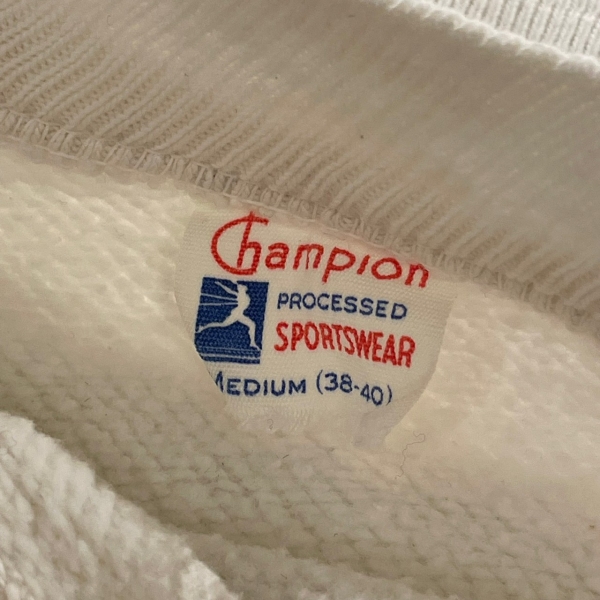 Champion
PROCESSED
SPORTSWEAR
MEDIUM (38-40)